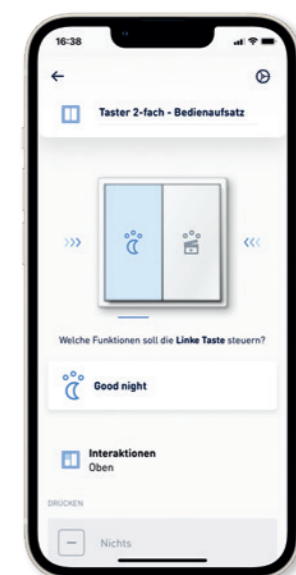 16:38
Taster 2-fach - Bedienaufsatz
Welche Funktionen soll die Linke Taste steuern?
Good night
Interaktionen
Oben
DRÜCKEN
Nichts